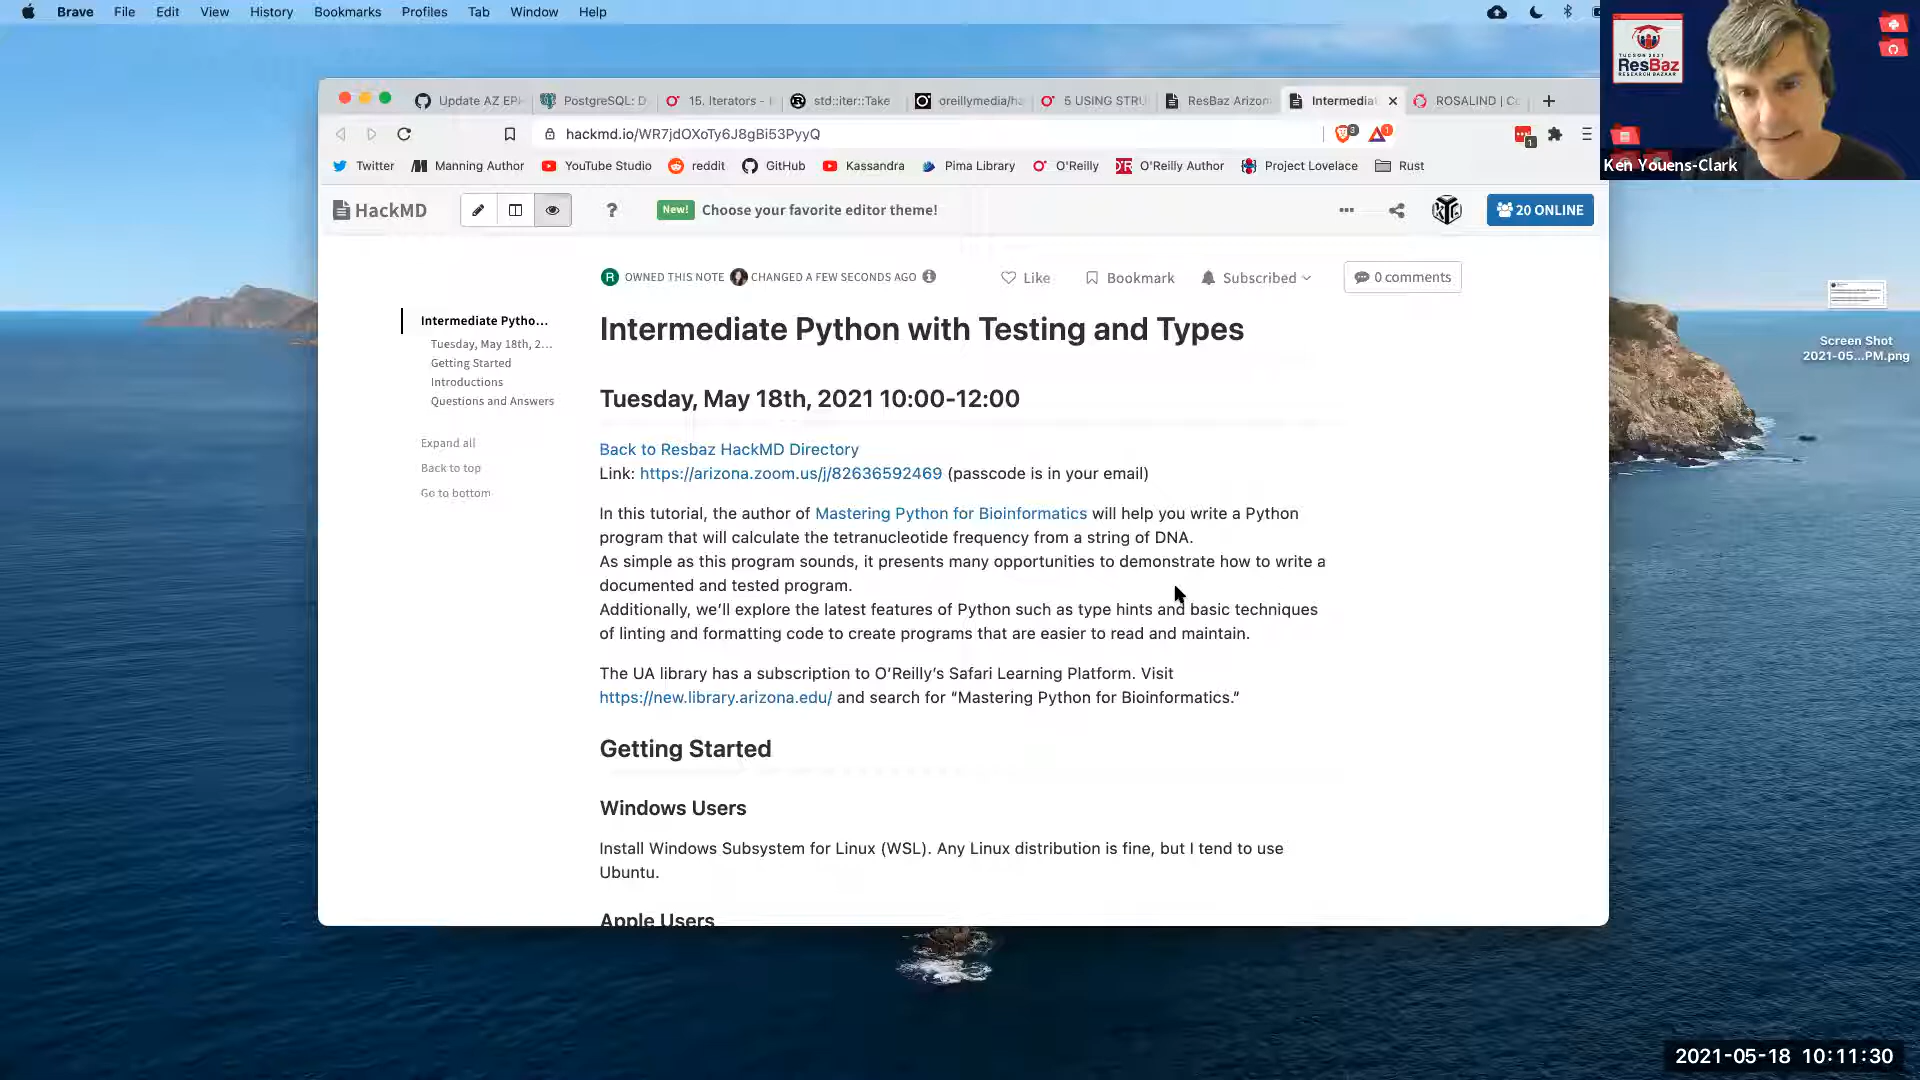 Brave File Edit View History Bookmarks Profiles Tab Window Help
TUCSON 2021
ResBaz
RESEARCH BAZAAR
Ken Youens-Clark
Update AZ EPI
PostgreSQL: D
15. Iterators - I
std::iter::Take
oreillymedia/ha
5 USING STRU
ResBaz Arizon
Intermedia
ROSALIND | Co
hackmd.io/WR7jdOXoTy6J8gBi53PyyQ
3
1
1
Twitter Manning Author YouTube Studio reddit GitHub Kassandra Pima Library O'Reilly O'Reilly Author Project Lovelace Rust
HackMD
?
New! Choose your favorite editor theme!
20 ONLINE
R OWNED THIS NOTE CHANGED A FEW SECONDS AGO
Like Bookmark Subscribed 0 comments
Intermediate Pytho...
Tuesday, May 18th, 2...
Getting Started
Introductions
Questions and Answers
Expand all
Back to top
Go to bottom
Intermediate Python with Testing and Types
Tuesday, May 18th, 2021 10:00-12:00
Back to Resbaz HackMD Directory
Link: https://arizona.zoom.us/j/82636592469 (passcode is in your email)
In this tutorial, the author of Mastering Python for Bioinformatics will help you write a Python
program that will calculate the tetranucleotide frequency from a string of DNA.
As simple as this program sounds, it presents many opportunities to demonstrate how to write a
documented and tested program.
Additionally, we’ll explore the latest features of Python such as type hints and basic techniques
of linting and formatting code to create programs that are easier to read and maintain.
The UA library has a subscription to O’Reilly’s Safari Learning Platform. Visit
https://new.library.arizona.edu/ and search for “Mastering Python for Bioinformatics.”
Getting Started
Windows Users
Install Windows Subsystem for Linux (WSL). Any Linux distribution is fine, but I tend to use
Ubuntu.
Apple Users
Screen Shot
2021-05...PM.png
2021-05-18 10:11:30